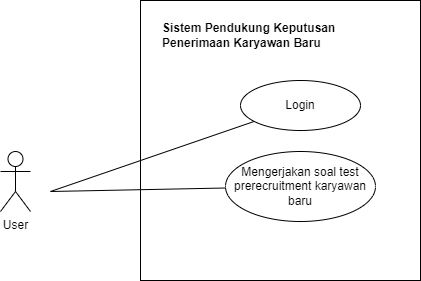 Sistem Pendukung Keputusan
Penerimaan Karyawan Baru
Login
Mengerjakan soal test
prerecruitment karyawan
baru
User